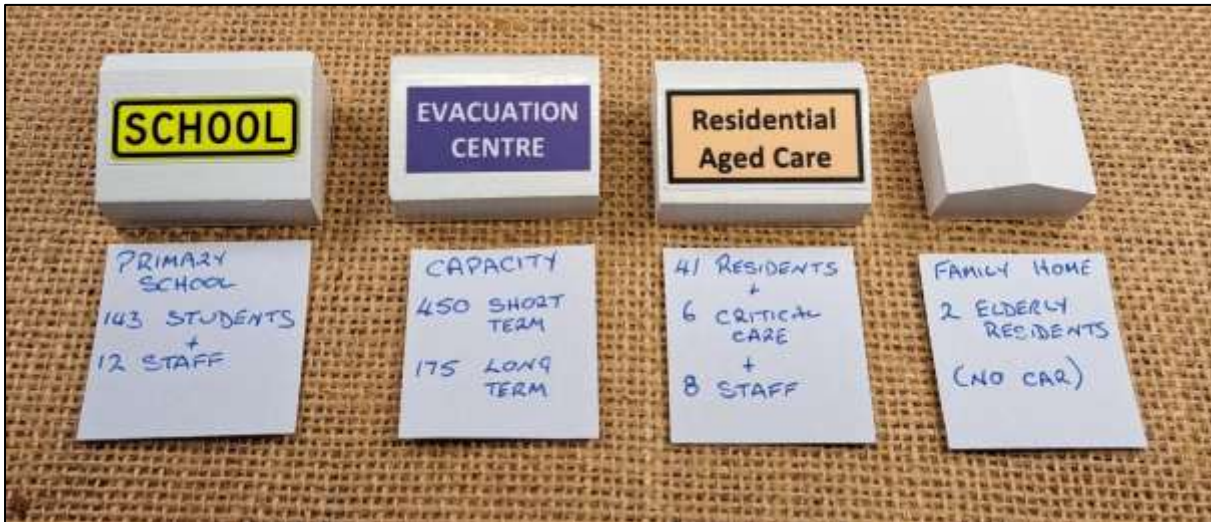 SCHOOL
EVACUATION
CENTRE
Residential
Aged Care
PRIMARY
SCHOOL
143 STUDENTS
+
12 STAFF
CAPACITY
450 SHORT
TERM
175 LONG
TERM
41 RESIDENTS
+
6 CRITICAL
CARE
+
8 STAFF
FAMILY HOME
2 ELDERLY
RESIDENTS
(NO CAR)